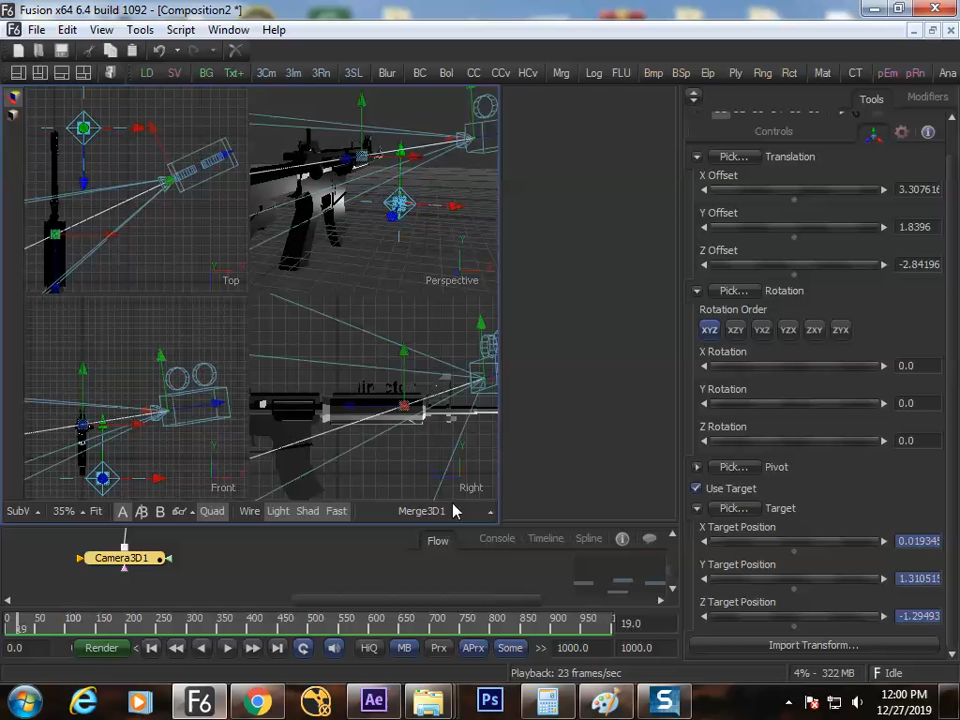 Fusion x64 6.4 build 1092 - [Composition2 *]
File Edit View Tools Script Window Help
LD SV BG Txt+ 3Cm 3Im 3Rn 3SL Blur BC Bol CC CCv HCv Mrg Log FLU Bmp BSp Elp Ply Rng Rct Mat CT pEm pRn Ana
Tools Modifiers
Controls
Pick... Translation
X Offset
3.307616
Y Offset
1.8396
Z Offset
-2.84196
Pick... Rotation
Rotation Order
XYZ XZY YXZ YZX ZXY ZYX
X Rotation
0.0
Y Rotation
0.0
Z Rotation
0.0
Pick... Pivot
Use Target
Pick... Target
X Target Position
0.019345
Y Target Position
1.310515
Z Target Position
-1.29493
Import Transform...
Top
Perspective
Front
Right
SubV 35% Fit A B Quad Wire Light Shad Fast Merge3D1
Flow Console Timeline Spline
Camera3D1
0 50 100 150 200 250 300 350 400 450 500 550 600 650 700 750 800 850 900 950
19
19.0
0.0 Render HiQ MB Prx APrx Some 1000.0 1000.0
Playback: 23 frames/sec 4% - 322 MB Idle
F6 Ae Ps S
12:00 PM
12/27/2019